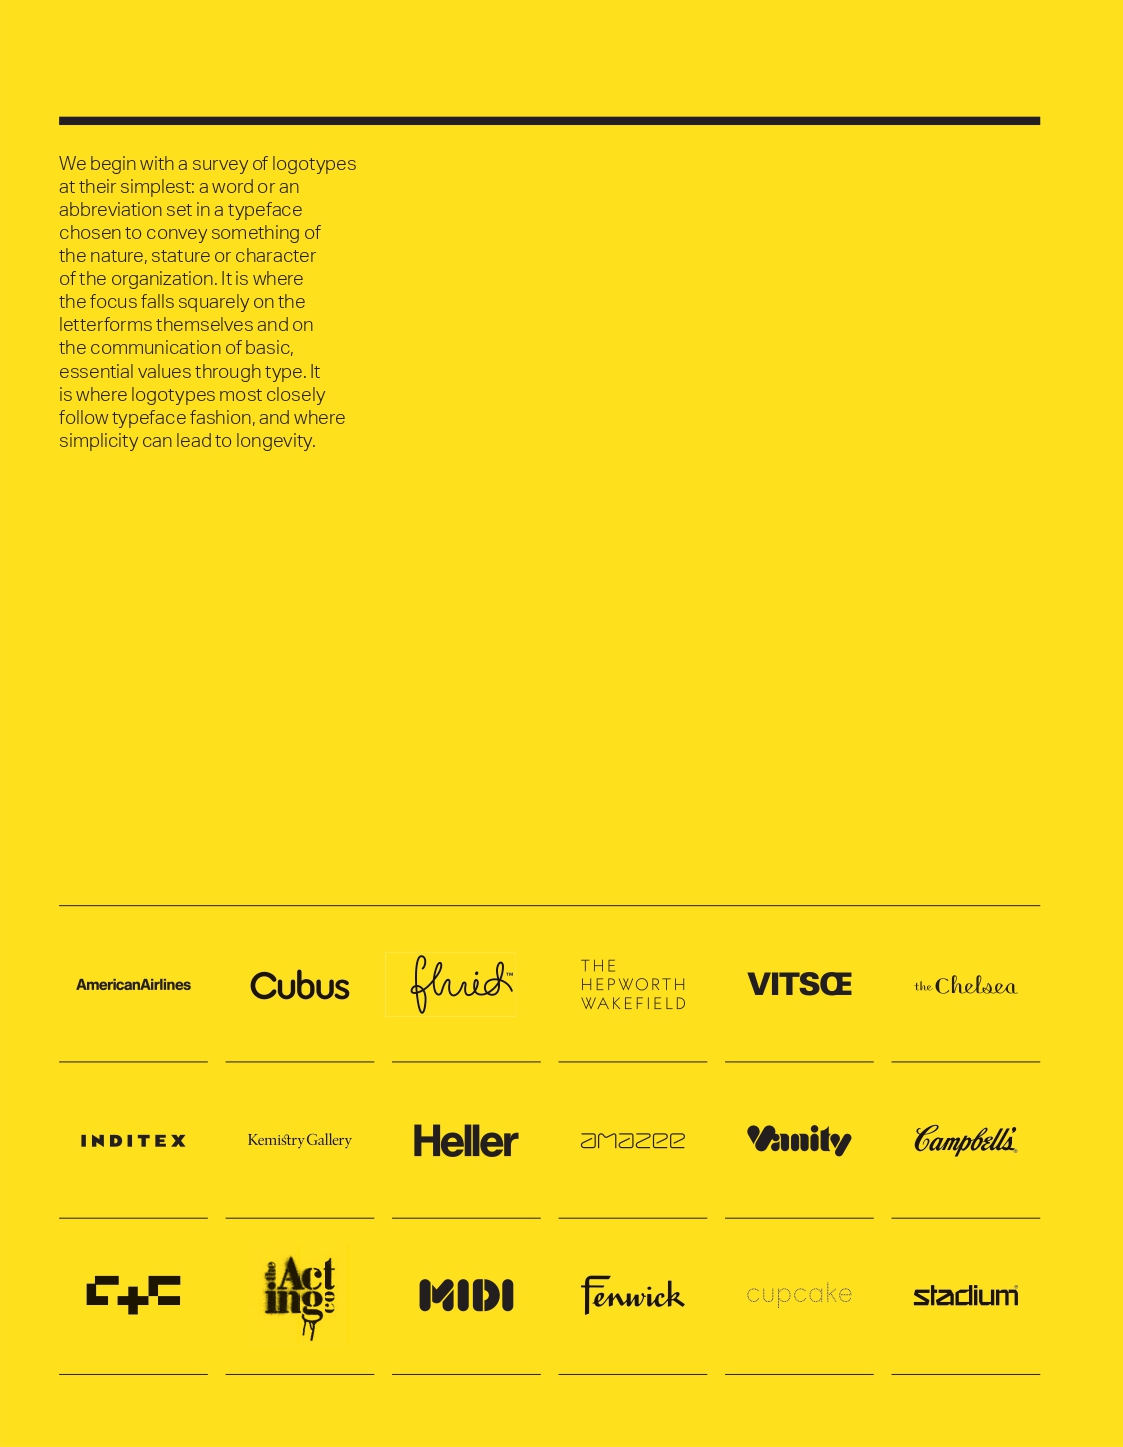 We begin with a survey of logotypes
at their simplest: a word or an
abbreviation set in a typeface
chosen to convey something of
the nature, stature or character
of the organization. It is where
the focus falls squarely on the
letterforms themselves and on
the communication of basic,
essential values through type. It
is where logotypes most closely
follow typeface fashion, and where
simplicity can lead to longevity.
AmericanAirlines
Cubus
fluid™
THE
HEPWORTH
WAKEFIELD
VITSŒ
the Chelsea
INDITEX
Kemistry Gallery
Heller
amazee
Vanity
Campbell's®
C+C
the Act
ing co
MIDI
Fenwick
cupcake
stadium